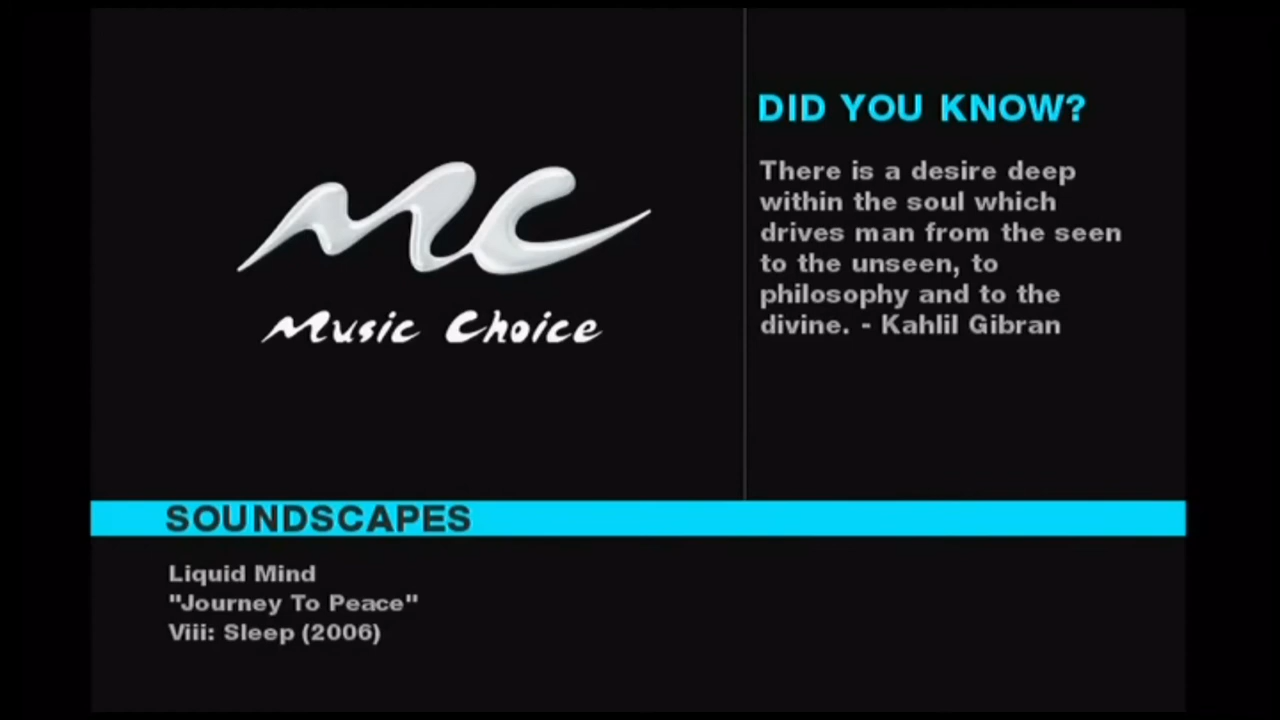 MC
Music Choice
DID YOU KNOW?
There is a desire deep
within the soul which
drives man from the seen
to the unseen, to
philosophy and to the
divine. - Kahlil Gibran
SOUNDSCAPES
Liquid Mind
"Journey To Peace"
Viii: Sleep (2006)